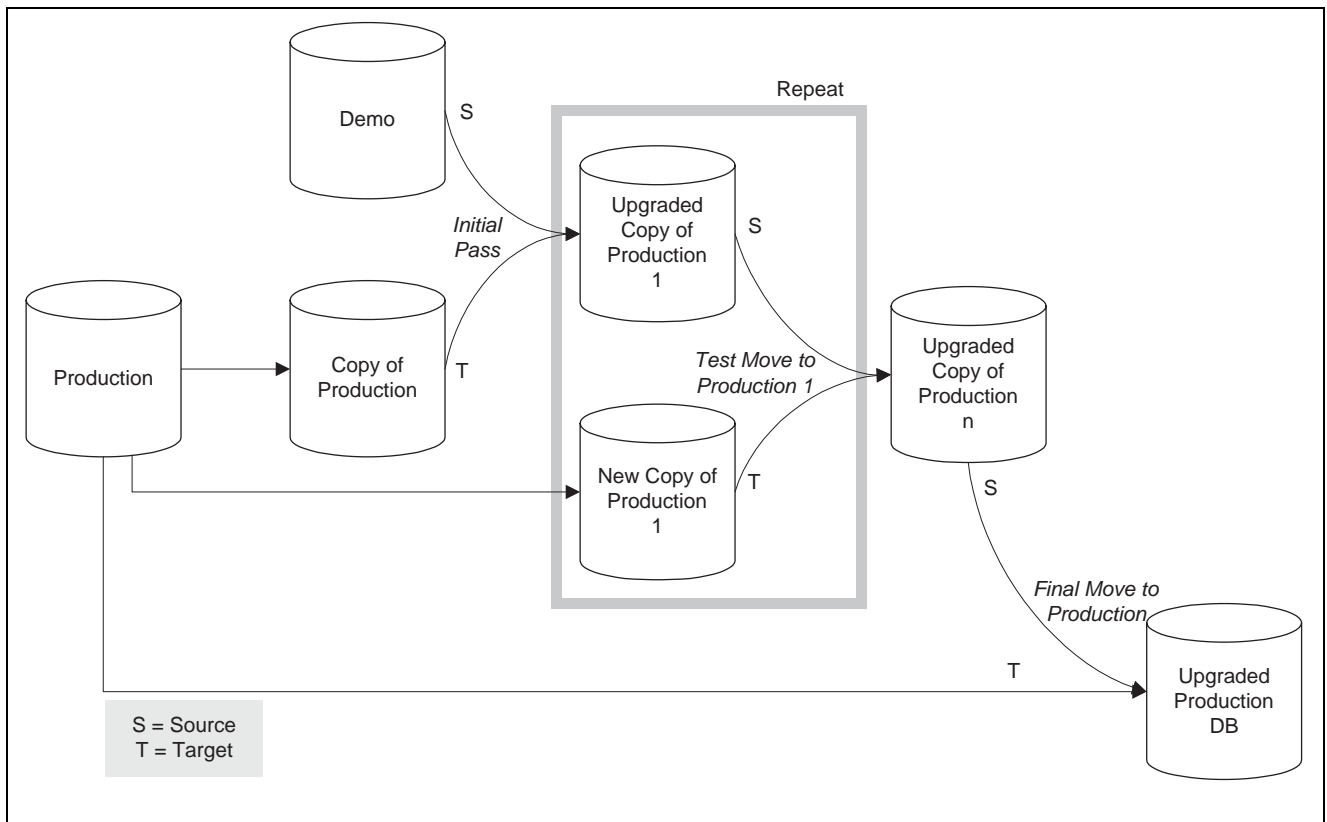 Repeat
Demo
S
Initial
Pass
Upgraded
Copy of
Production
1
S
Production
Copy of
Production
T
Test Move to
Production 1
Upgraded
Copy of
Production
n
New Copy of
Production
1
T
S
Final Move to
Production
T
Upgraded
Production
DB
S = Source
T = Target